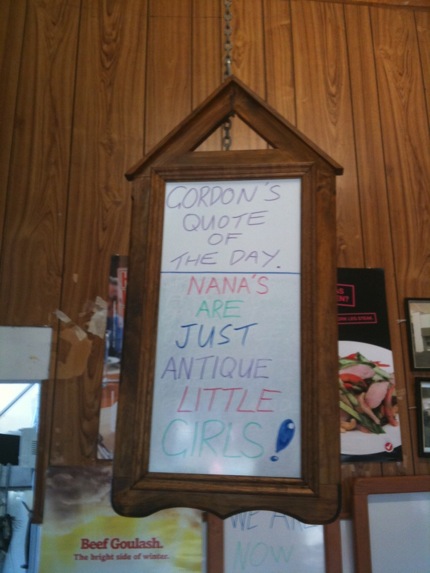 GORDON'S
QUOTE
OF
THE DAY.
NANA'S
ARE
JUST
ANTIQUE
LITTLE
GIRLS!
Beef Goulash.
The bright side of winter.
WE ARE
NOW